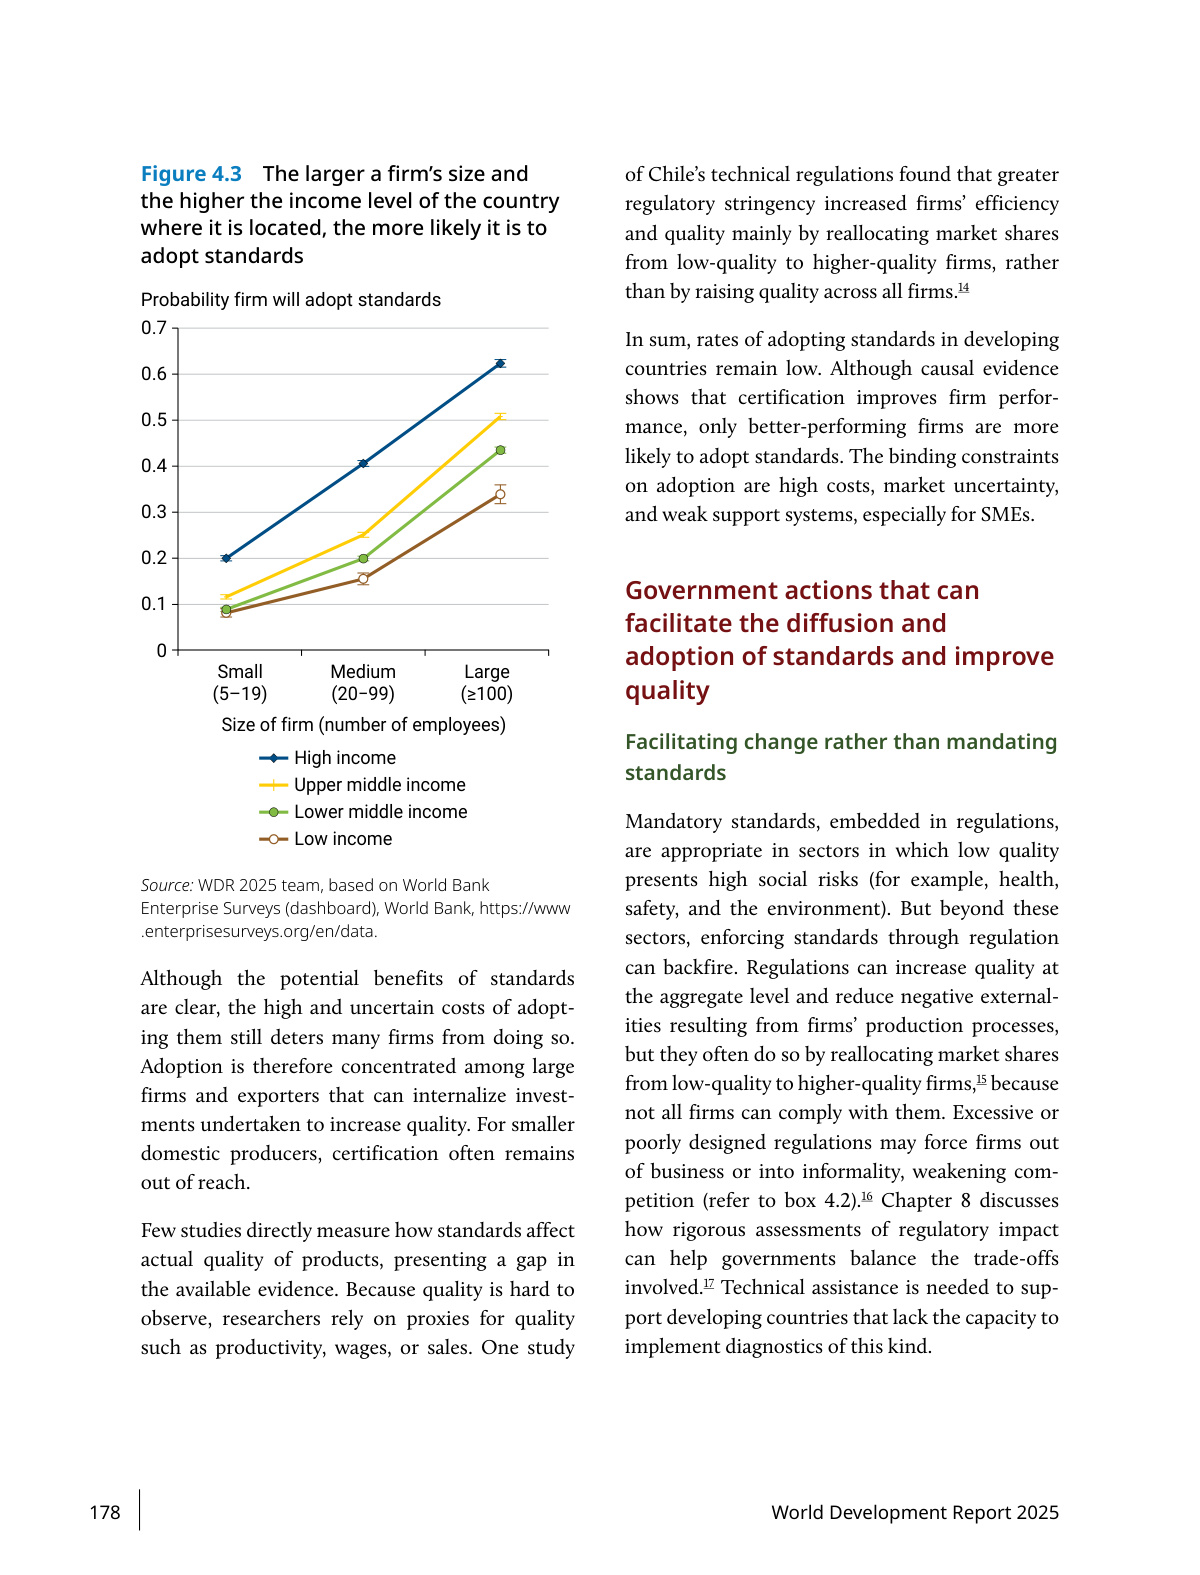 Figure 4.3 The larger a firm’s size and
the higher the income level of the country
where it is located, the more likely it is to
adopt standards
Probability firm will adopt standards
0.7
0.6
0.5
0.4
0.3
0.2
0.1
0
Small Medium Large
(5–19) (20–99) (≥100)
Size of firm (number of employees)
High income
Upper middle income
Lower middle income
Low income
Source: WDR 2025 team, based on World Bank
Enterprise Surveys (dashboard), World Bank, https://www
.enterprisesurveys.org/en/data.
Although the potential benefits of standards
are clear, the high and uncertain costs of adopt-
ing them still deters many firms from doing so.
Adoption is therefore concentrated among large
firms and exporters that can internalize invest-
ments undertaken to increase quality. For smaller
domestic producers, certification often remains
out of reach.
Few studies directly measure how standards affect
actual quality of products, presenting a gap in
the available evidence. Because quality is hard to
observe, researchers rely on proxies for quality
such as productivity, wages, or sales. One study
of Chile’s technical regulations found that greater
regulatory stringency increased firms’ efficiency
and quality mainly by reallocating market shares
from low-quality to higher-quality firms, rather
than by raising quality across all firms.14
In sum, rates of adopting standards in developing
countries remain low. Although causal evidence
shows that certification improves firm perfor-
mance, only better-performing firms are more
likely to adopt standards. The binding constraints
on adoption are high costs, market uncertainty,
and weak support systems, especially for SMEs.
Government actions that can
facilitate the diffusion and
adoption of standards and improve
quality
Facilitating change rather than mandating
standards
Mandatory standards, embedded in regulations,
are appropriate in sectors in which low quality
presents high social risks (for example, health,
safety, and the environment). But beyond these
sectors, enforcing standards through regulation
can backfire. Regulations can increase quality at
the aggregate level and reduce negative external-
ities resulting from firms’ production processes,
but they often do so by reallocating market shares
from low-quality to higher-quality firms,15 because
not all firms can comply with them. Excessive or
poorly designed regulations may force firms out
of business or into informality, weakening com-
petition (refer to box 4.2).16 Chapter 8 discusses
how rigorous assessments of regulatory impact
can help governments balance the trade-offs
involved.17 Technical assistance is needed to sup-
port developing countries that lack the capacity to
implement diagnostics of this kind.
178
World Development Report 2025